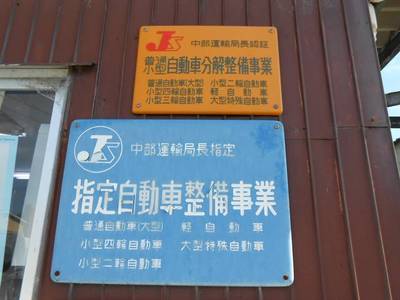 JS 中部運輸局長認証
普通
小型 自動車分解整備事業
普通自動車(大型) 小型二輪自動車
小型四輪自動車 軽自動車
小型三輪自動車 大型特殊自動車
JS 中部運輸局長指定
指定自動車整備事業
普通自動車(大型) 軽自動車
小型四輪自動車 大型特殊自動車
小型二輪自動車